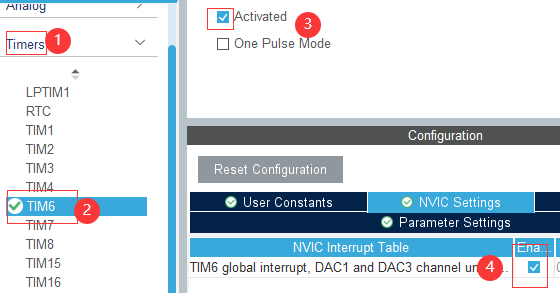 Analog
Timers
1
LPTIM1
RTC
TIM1
TIM2
TIM3
TIM4
TIM6
2
TIM7
TIM8
TIM15
TIM16
Activated
3
One Pulse Mode
Configuration
Reset Configuration
User Constants
NVIC Settings
Parameter Settings
NVIC Interrupt Table
Ena...
TIM6 global interrupt, DAC1 and DAC3 channel un...
4